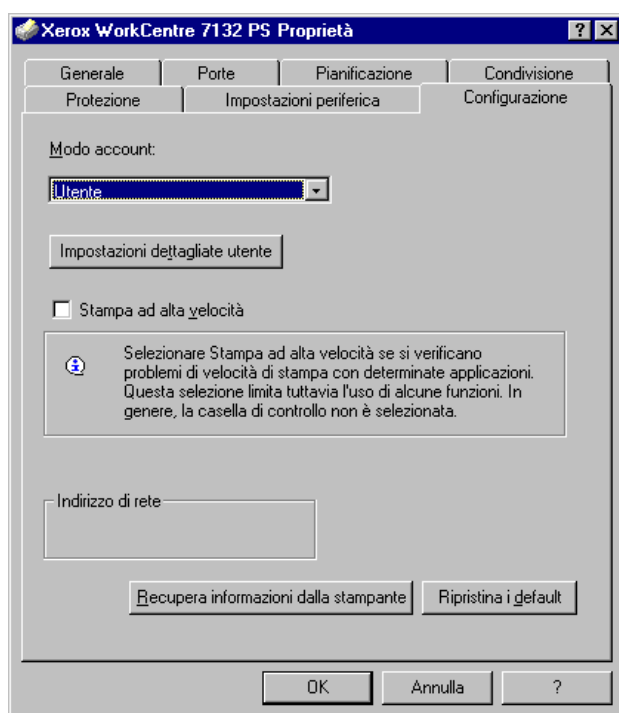 Xerox WorkCentre 7132 PS Proprietà
Generale Porte Pianificazione Condivisione
Protezione Impostazioni periferica Configurazione
Modo account:
Utente
Impostazioni dettagliate utente
Stampa ad alta velocità
Selezionare Stampa ad alta velocità se si verificano
problemi di velocità di stampa con determinate applicazioni.
Questa selezione limita tuttavia l'uso di alcune funzioni. In
genere, la casella di controllo non è selezionata.
Indirizzo di rete
Recupera informazioni dalla stampante Ripristina i default
OK Annulla ?